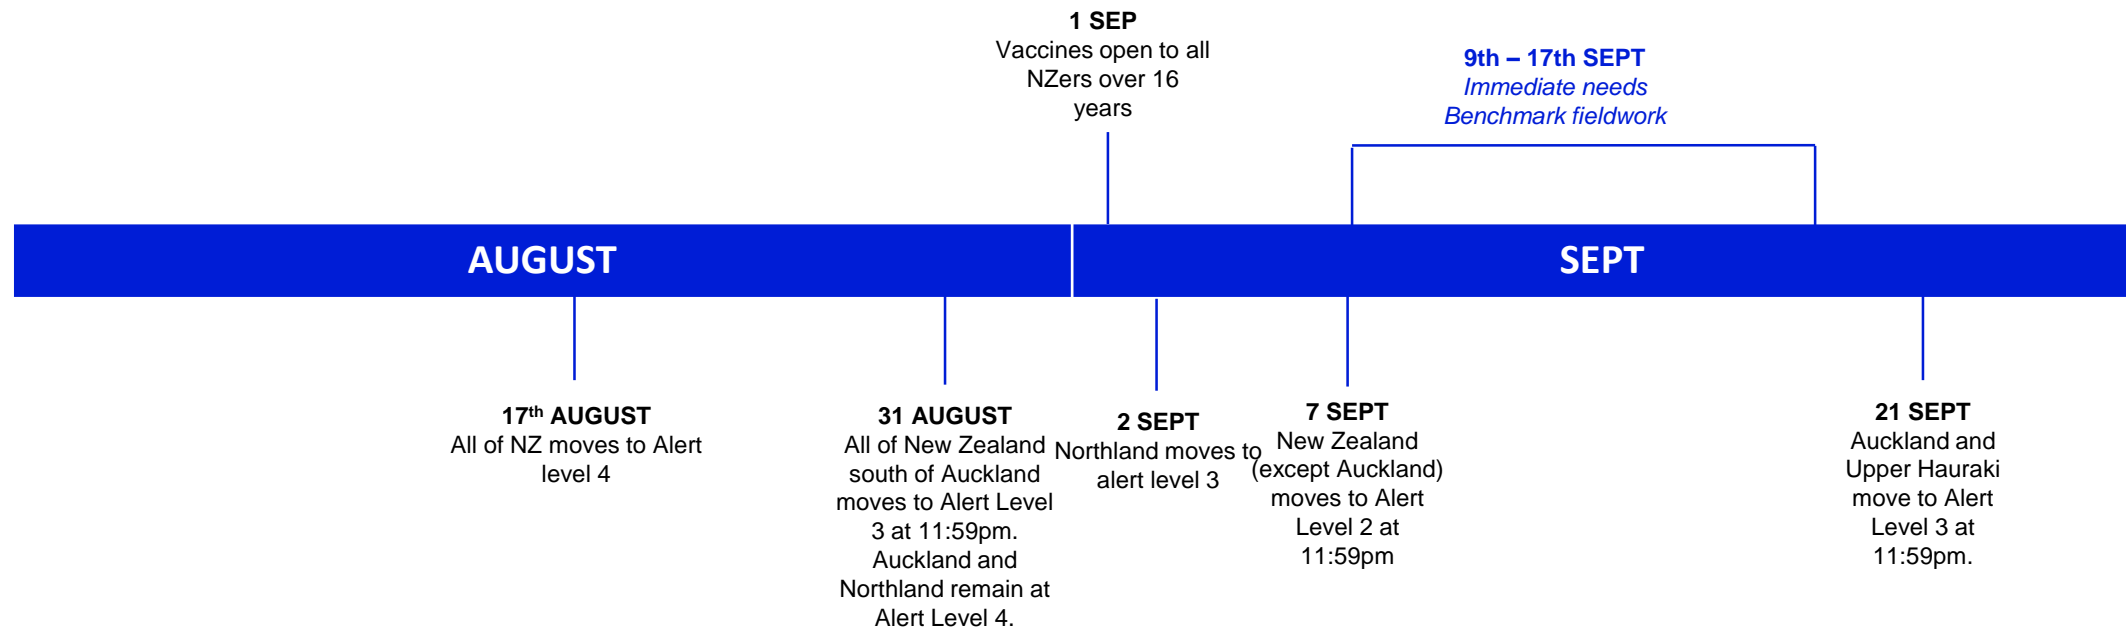 1 SEP
Vaccines open to all
NZers over 16
years
9th – 17th SEPT
Immediate needs
Benchmark fieldwork
AUGUST
SEPT
17th AUGUST
All of NZ moves to Alert
level 4
31 AUGUST
All of New Zealand
south of Auckland
moves to Alert Level
3 at 11:59pm.
Auckland and
Northland remain at
Alert Level 4.
2 SEPT
Northland moves to
alert level 3
7 SEPT
New Zealand
(except Auckland)
moves to Alert
Level 2 at
11:59pm
21 SEPT
Auckland and
Upper Hauraki
move to Alert
Level 3 at
11:59pm.